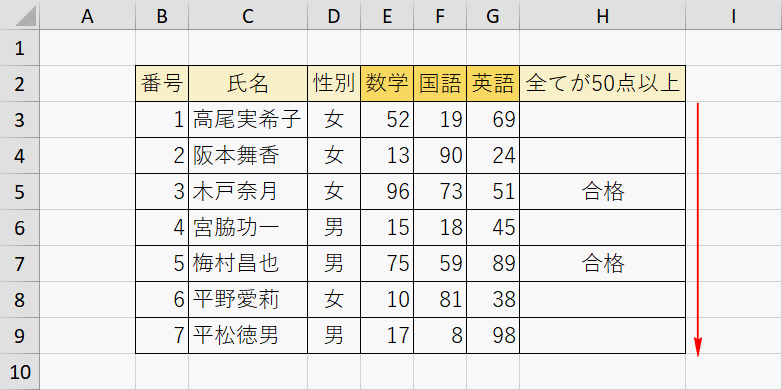 A B C D E F G H I
1
2 番号 氏名 性別 数学 国語 英語 全てが50点以上
3 1 高尾実希子 女 52 19 69
4 2 阪本舞香 女 13 90 24
5 3 木戸奈月 女 96 73 51 合格
6 4 宮脇功一 男 15 18 45
7 5 梅村昌也 男 75 59 89 合格
8 6 平野愛莉 女 10 81 38
9 7 平松徳男 男 17 8 98
10